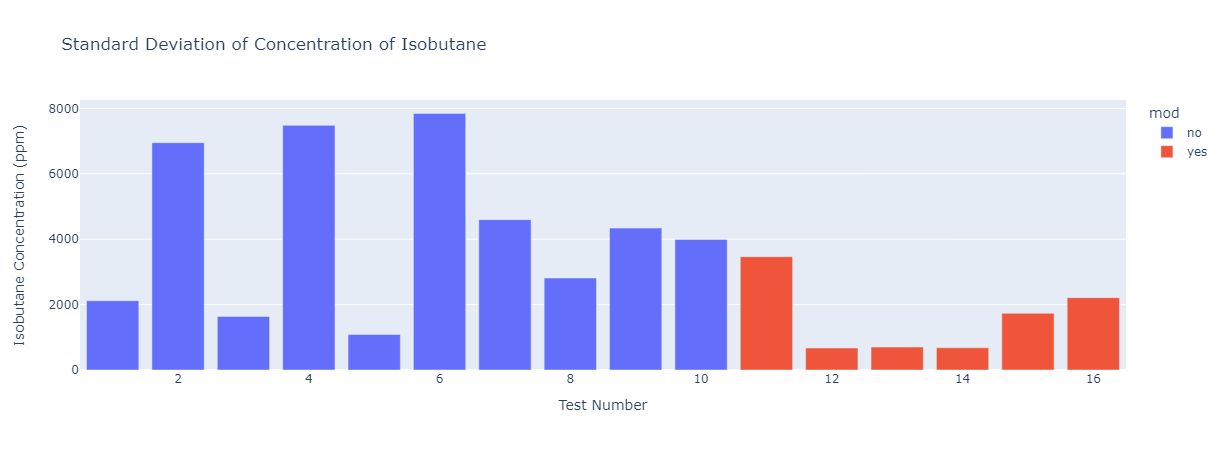 Standard Deviation of Concentration of Isobutane
mod
no
yes
Isobutane Concentration (ppm)
8000
6000
4000
2000
0
2 4 6 8 10 12 14 16
Test Number